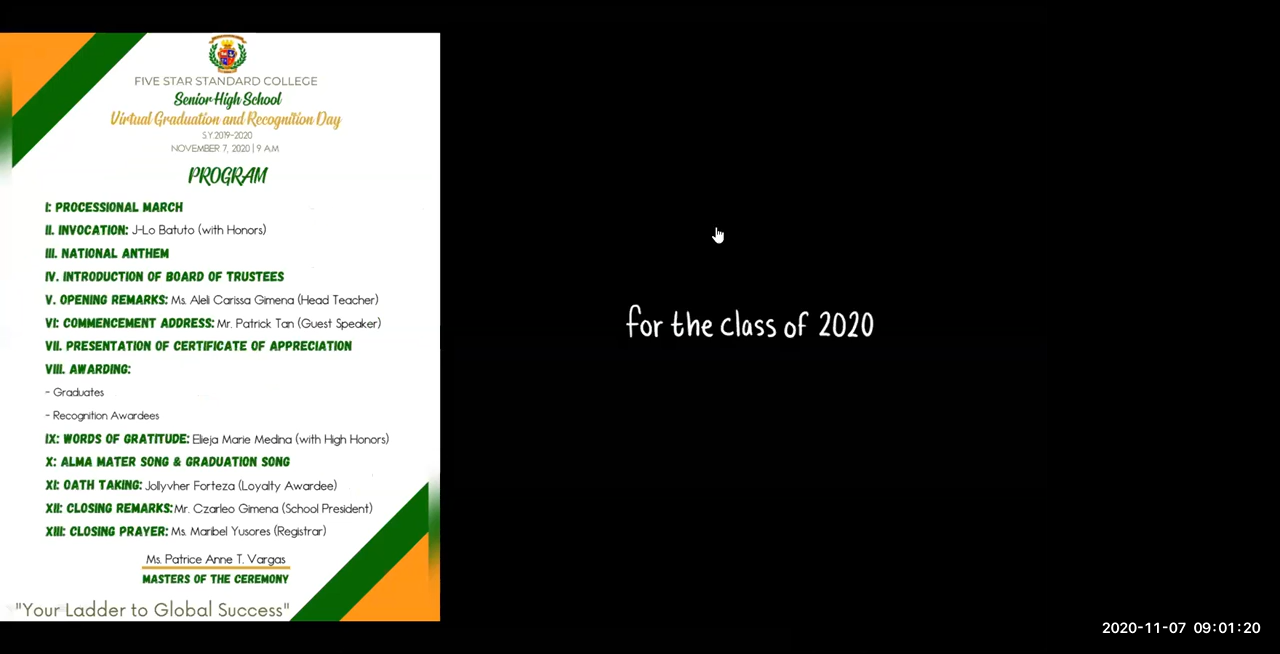 FIVE STAR STANDARD COLLEGE
Senior High School
Virtual Graduation and Recognition Day
S.Y.2019-2020
NOVEMBER 7, 2020 | 9 A.M
PROGRAM
I: PROCESSIONAL MARCH
II. INVOCATION: J-Lo Batuto (with Honors)
III. NATIONAL ANTHEM
IV. INTRODUCTION OF BOARD OF TRUSTEES
V. OPENING REMARKS: Ms. Aleli Carissa Gimena (Head Teacher)
VI: COMMENCEMENT ADDRESS: Mr. Patrick Tan (Guest Speaker)
VII. PRESENTATION OF CERTIFICATE OF APPRECIATION
VIII. AWARDING:
- Graduates
- Recognition Awardees
IX: WORDS OF GRATITUDE: Elieja Marie Medina (with High Honors)
X: ALMA MATER SONG & GRADUATION SONG
XI: OATH TAKING: Jollyvher Forteza (Loyalty Awardee)
XII: CLOSING REMARKS: Mr. Czarleo Gimena (School President)
XIII: CLOSING PRAYER: Ms. Maribel Yusores (Registrar)
Ms. Patrice Anne T. Vargas
MASTERS OF THE CEREMONY
"Your Ladder to Global Success"
for the class of 2020
2020-11-07 09:01:20